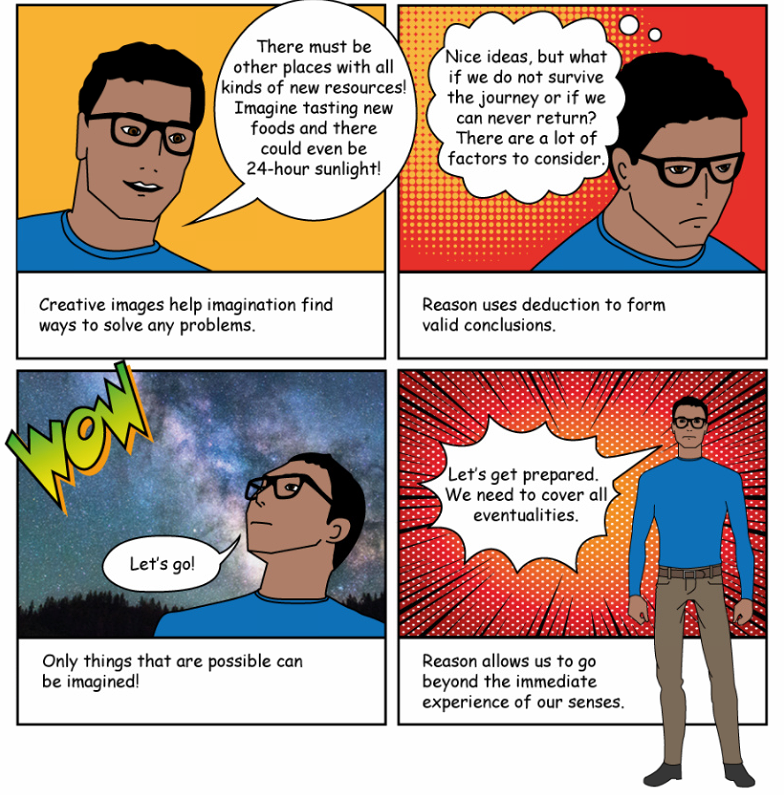 There must be
other places with all
kinds of new resources!
Imagine tasting new
foods and there
could even be
24-hour sunlight!
Creative images help imagination find
ways to solve any problems.
Nice ideas, but what
if we do not survive
the journey or if we
can never return?
There are a lot of
factors to consider.
Reason uses deduction to form
valid conclusions.
WOW
Let's go!
Only things that are possible can
be imagined!
Let's get prepared.
We need to cover all
eventualities.
Reason allows us to go
beyond the immediate
experience of our senses.